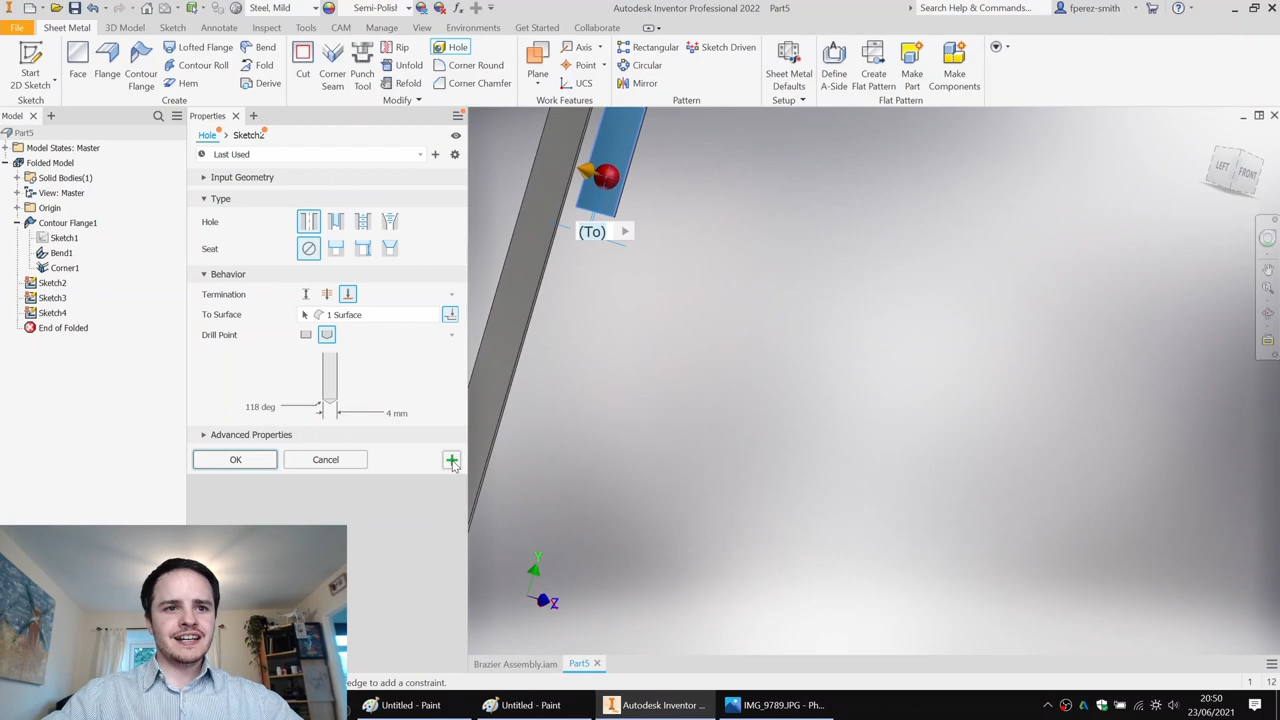 Steel, Mild
Semi-Polish
Autodesk Inventor Professional 2022 Part5
Search Help & Commands...
fperez-smith
File
Sheet Metal
3D Model
Sketch
Annotate
Inspect
Tools
CAM
Manage
View
Environments
Get Started
Collaborate
Start
2D Sketch
Face
Flange
Contour
Flange
Lofted Flange
Contour Roll
Hem
Bend
Fold
Derive
Cut
Corner
Seam
Punch
Tool
Rip
Unfold
Refold
Hole
Corner Round
Corner Chamfer
Plane
Axis
Point
UCS
Rectangular
Circular
Mirror
Sketch Driven
Sheet Metal
Defaults
Define
A-Side
Create
Flat Pattern
Make
Part
Make
Components
Sketch
Create
Modify
Work Features
Pattern
Setup
Flat Pattern
Model
Part5
Model States: Master
Folded Model
Solid Bodies(1)
View: Master
Origin
Contour Flange1
Sketch1
Bend1
Corner1
Sketch2
Sketch3
Sketch4
End of Folded
Properties
Hole > Sketch2
Last Used
Input Geometry
Type
Hole
Seat
Behavior
Termination
To Surface
1 Surface
Drill Point
118 deg
4 mm
Advanced Properties
OK
Cancel
(To)
LEFT
FRONT
Y
Z
Brazier Assembly.iam
Part5
edge to add a constraint.
1
12
Untitled - Paint
Untitled - Paint
Autodesk Inventor ...
IMG_9789.JPG - Ph...
20:50
23/06/2021